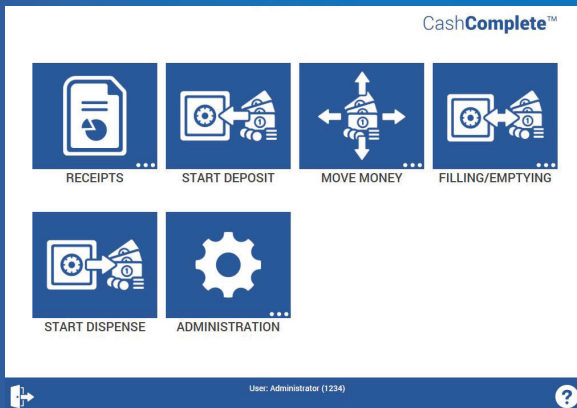 CashComplete™
RECEIPTS
START DEPOSIT
MOVE MONEY
FILLING/EMPTYING
START DISPENSE
ADMINISTRATION
User: Administrator (1234)
?